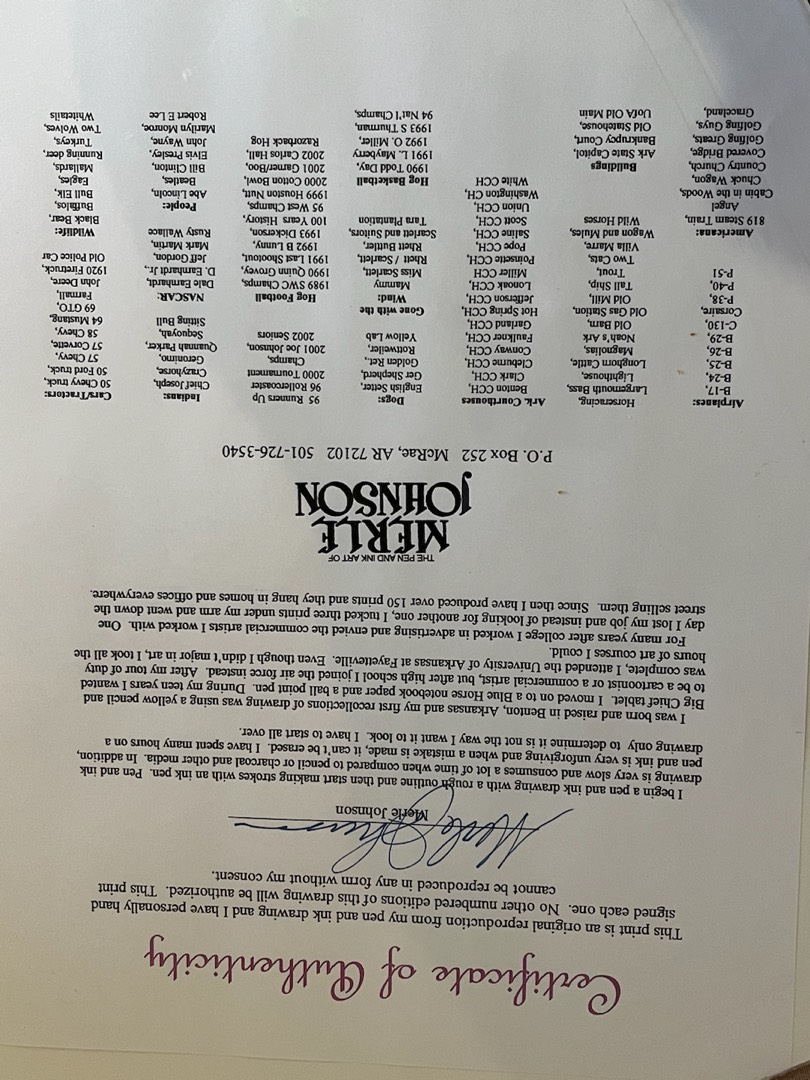 Certificate of Authenticity
This print is an original reproduction from my pen and ink drawing and I have personally hand
signed each one. No other numbered editions of this drawing will be authorized. This print
cannot be reproduced in any form without my consent.
Merle Johnson
Merle Johnson
I begin a pen and ink drawing with a rough outline and then start making strokes with an ink pen. Pen and ink
drawing is very slow and consumes a lot of time when compared to pencil or charcoal and other media. In addition,
pen and ink is very unforgiving and when a mistake is made, it can't be erased. I have spent many hours on a
drawing only to determine it is not the way I want it to look. I have to start all over.
I was born and raised in Benton, Arkansas and my first recollections of drawing was using a yellow pencil and
Big Chief tablet. I moved on to a Blue Horse notebook paper and a ball point pen. During my teen years I wanted
to be a cartoonist or a commercial artist, but after high school I joined the air force instead. After my tour of duty
was complete, I attended the University of Arkansas at Fayetteville. Even though I didn't major in art, I took all the
hours of art courses I could.
For many years after college I worked in advertising and envied the commercial artists I worked with. One
day I lost my job and instead of looking for another one, I tucked three prints under my arm and went down the
street selling them. Since then I have produced over 150 prints and they hang in homes and offices everywhere.
THE PEN AND INK ART OF
MERLE
JOHNSON
P.O. Box 252 McRae, AR 72102 501-726-3540
Airplanes:
B-17,
B-24,
B-25,
B-26,
B-29,
C-130,
Corsaire,
P-38,
P-40,
P-51
Americana:
819 Steam Train,
Angel
Cabin in the Woods,
Chuck Wagon,
Country Church,
Covered Bridge,
Golfing Greats,
Golfing Guys,
Graceland,
Horseracing,
Largemouth Bass,
Lighthouse,
Longhorn Cattle,
Magnolias,
Noah's Ark
Old Barn,
Old Gas Station,
Old Mill,
Tall Ship,
Trout,
Two Cats,
Villa Marre,
Wagon and Mules,
Wild Horses
Buildings
Ark State Capitol,
Bankrupcy Court,
Old Statehouse,
UofA Old Main
Ark. Courthouts
Benton CCH,
Clark CCH,
Cleburne CCH,
Conway CCH,
Faulkner CCH,
Garland CCH,
Hot Spring CCH,
Jefferson CCH,
Lonoak CCH,
Miller CCH
Poinsette CCH,
Pope CCH,
Saline CCH,
Scott CCH,
Union CCH,
Washington CCH,
White CCH
Dogs:
English Setter,
Ger Shepherd,
Golden Ret.,
Rottweiler,
Yellow Lab
Gone with the
Wind:
Mammy
Miss Scarlett,
Rhett / Scarlett,
Rhett Buttler,
Scarlett and Suitors,
Tara Plantation
Hog Basketball
1990 Todd Day,
1991 L. Mayberry
1992 O. Miller,
1993 S Thurman,
94 Nat'l Champs,
95 Runners Up
96 Rollercoaster
2000 Tournament
Champs,
2001 Joe Johnson,
2002 Seniors
Hog Football
1989 SWC Champs,
1990 Quinn Grovey,
1991 Last Shootout,
1992 B Lunny,
1993 Dickerson,
100 Years History,
95 West Champs,
1999 Houston Nutt
2000 Cotton Bowl,
2001 Garner/Boo,
2002 Carlos Hall,
Razorback Hog
Indians:
Chief Joseph,
Crazyhorse,
Geronimo,
Quannah Parker,
Sequoyah,
Sitting Bull
NASCAR:
Dale Earnhardt,
D. Earnhardt Jr.,
Jeff Gordon,
Mark Martin,
Rusty Wallace
People:
Abe Lincoln,
Beatles,
Bill Clinton,
Elvis Presley,
John Wayne,
Marilyn Monroe,
Robert E Lee
Cars/Tractors:
50 Chevy truck,
50 Ford truck,
57 Chevy,
57 Corvette,
58 Chevy,
64 Mustang,
69 GTO,
Farmall,
John Deere,
1920 Firetruck,
Old Police Car
Wildlife:
Black Bear,
Buffalos,
Bull Elk,
Eagles,
Mallards,
Running deer,
Turkeys,
Two Wolves,
Whitetails